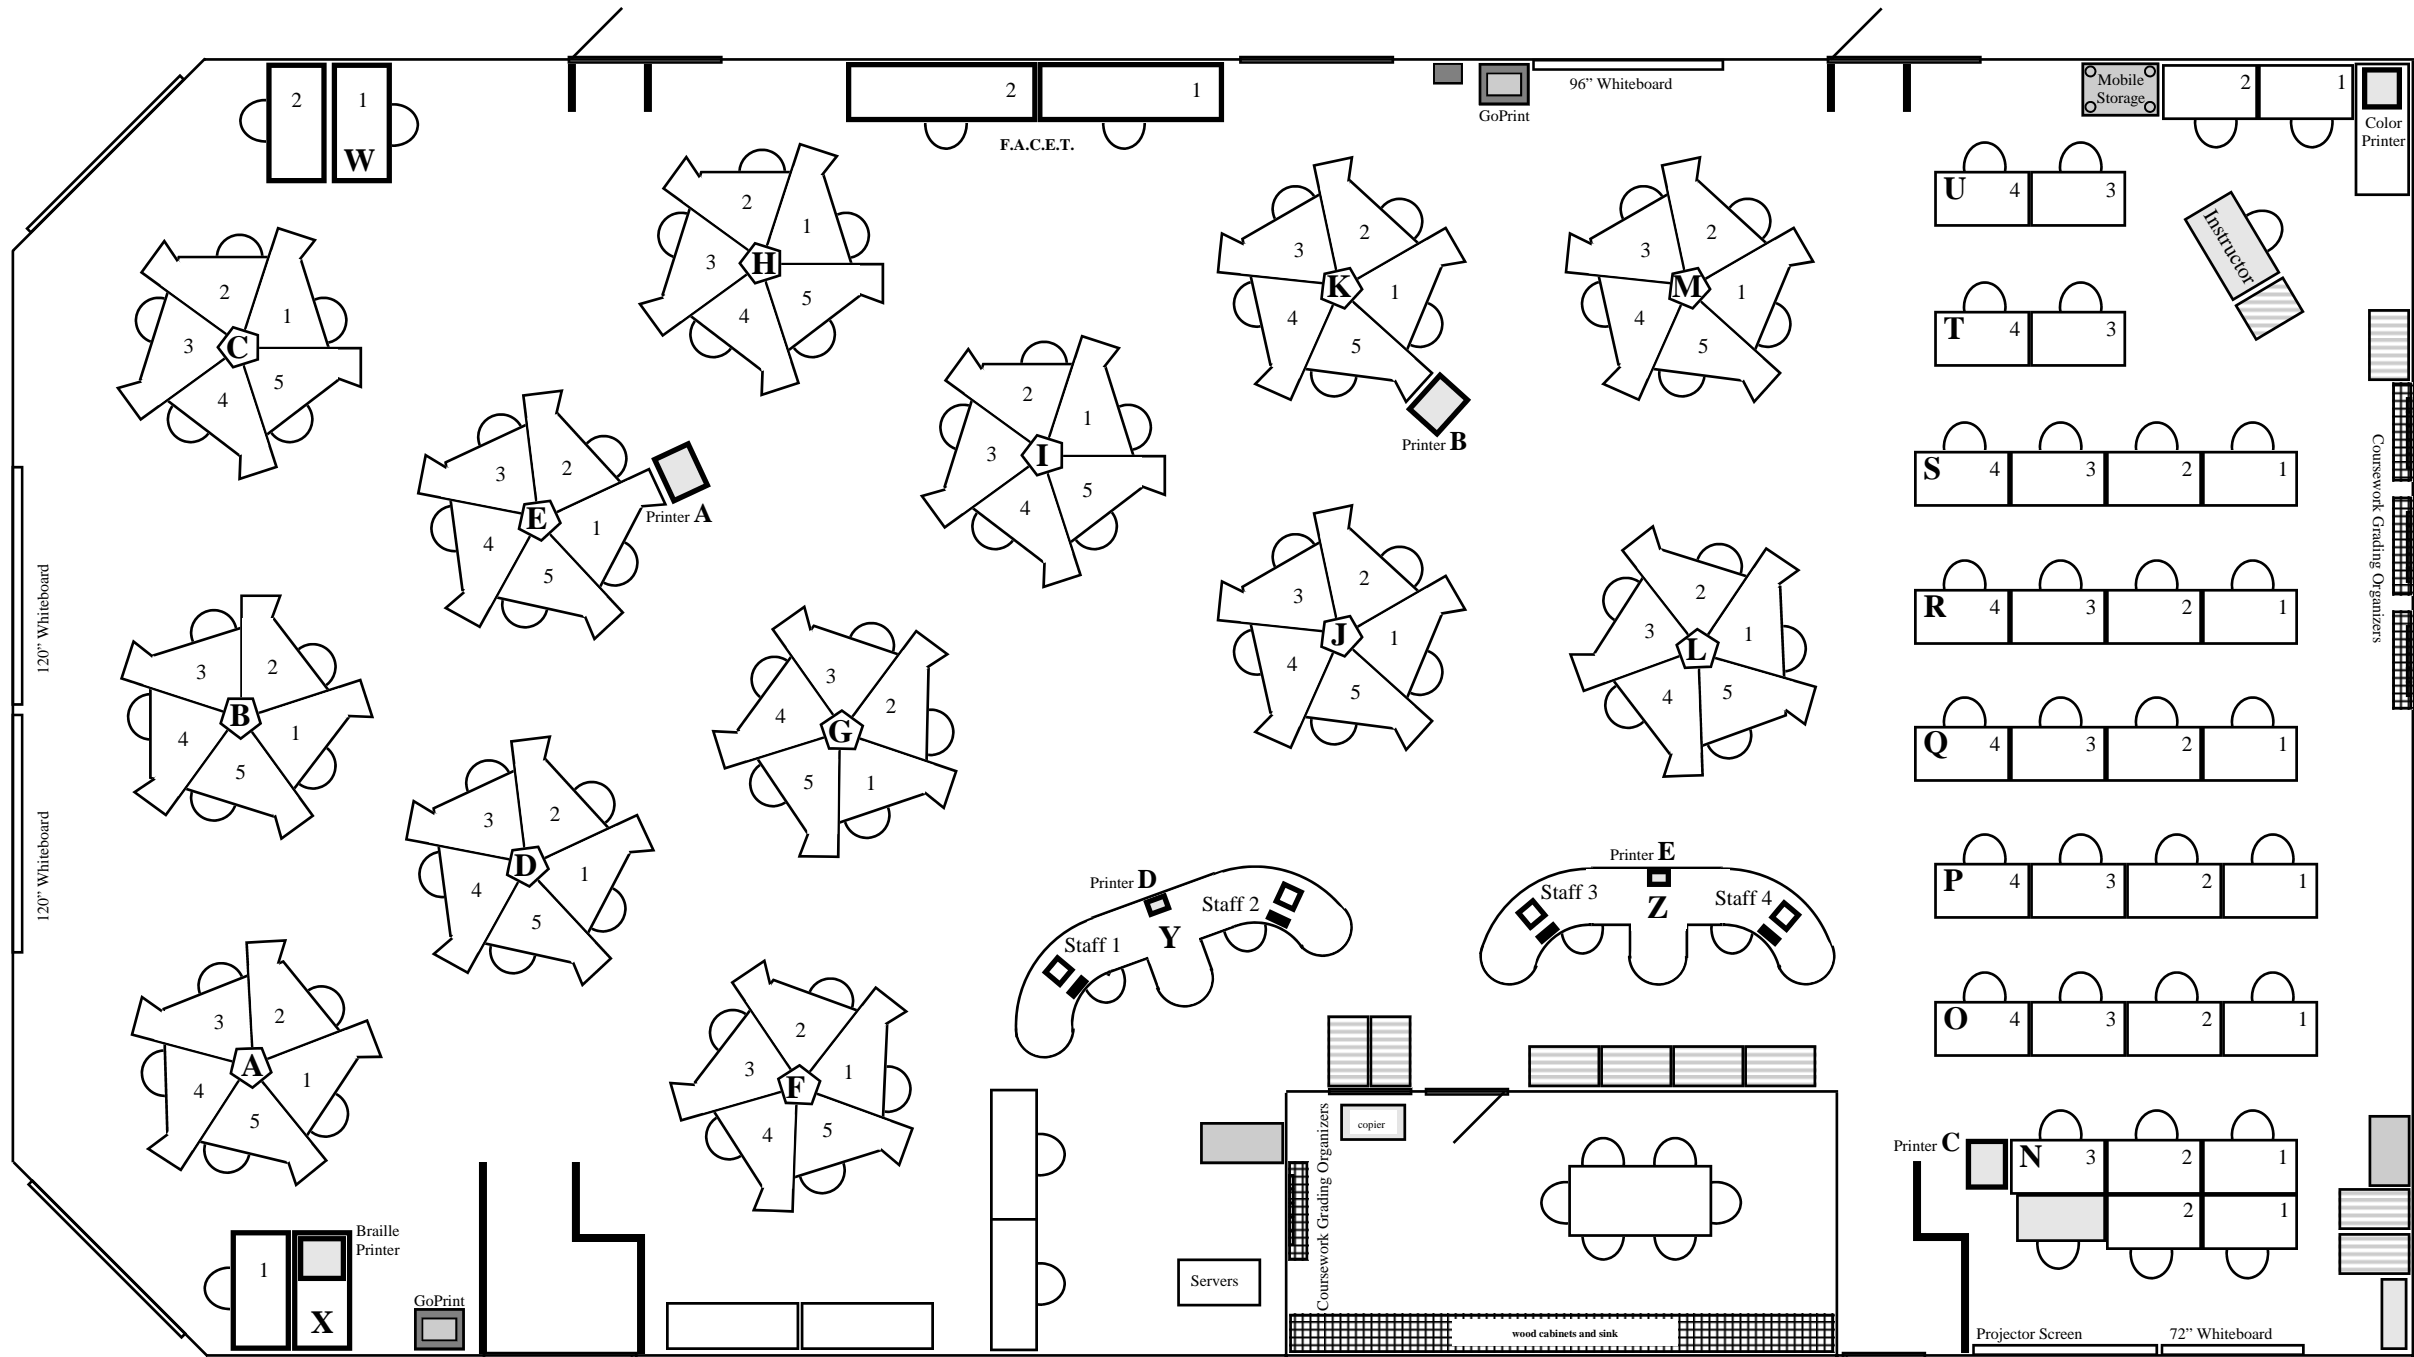 2 1
W
2 1
F.A.C.E.T.
GoPrint
96” Whiteboard
Mobile
Storage
2 1
Color
Printer
U 4 3
Instructor
T 4 3
S 4 3 2 1
R 4 3 2 1
Q 4 3 2 1
P 4 3 2 1
O 4 3 2 1
Printer C
N 3 2 1
2 1
Coursework Grading Organizers
C 1 2 3 4 5
H 1 2 3 4 5
K 1 2 3 4 5
M 1 2 3 4 5
Printer B
E 1 2 3 4 5
Printer A
I 1 2 3 4 5
120” Whiteboard
B 1 2 3 4 5
G 1 2 3 4 5
J 1 2 3 4 5
L 1 2 3 4 5
120” Whiteboard
D 1 2 3 4 5
A 1 2 3 4 5
F 1 2 3 4 5
Printer D
Staff 1
Y
Staff 2
Printer E
Staff 3
Z
Staff 4
copier
Coursework Grading Organizers
Servers
wood cabinets and sink
1
X
Braille
Printer
GoPrint
Projector Screen
72” Whiteboard